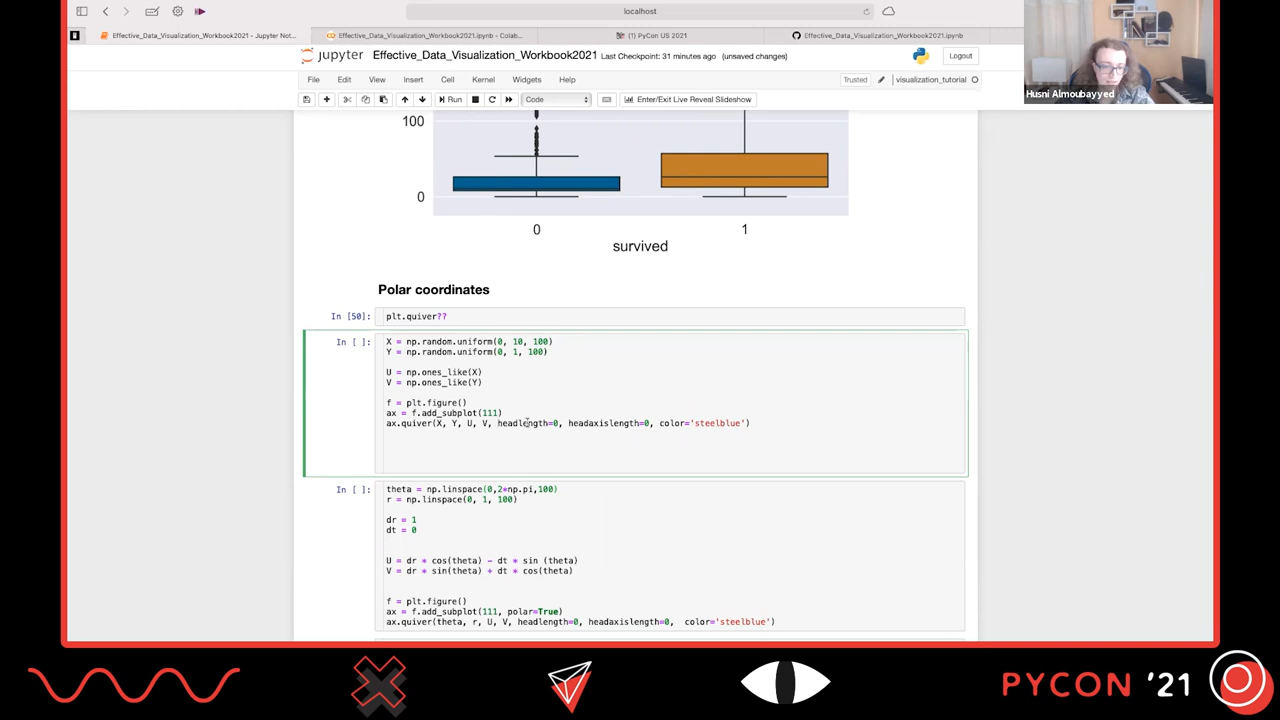 localhost
Effective_Data_Visualization_Workbook2021 - Jupyter Not...
Effective_Data_Visualization_Workbook2021.ipynb - Colab...
PyCon US 2021
Effective_Data_Visualization_Workbook2021.ipynb
jupyter Effective_Data_Visualization_Workbook2021 Last Checkpoint: 31 minutes ago (unsaved changes)
Logout
File Edit View Insert Cell Kernel Widgets Help
Trusted
visualization_tutorial
Run
Code
Enter/Exit Live Reveal Slideshow
Husni Almoubayyed
100
0
0 1
survived
Polar coordinates
In [50]: plt.quiver??
In [ ]: X = np.random.uniform(0, 10, 100)
Y = np.random.uniform(0, 1, 100)
U = np.ones_like(X)
V = np.ones_like(Y)
f = plt.figure()
ax = f.add_subplot(111)
ax.quiver(X, Y, U, V, headlength=0, headaxislength=0, color='steelblue')
In [ ]: theta = np.linspace(0,2*np.pi,100)
r = np.linspace(0, 1, 100)
dr = 1
dt = 0
U = dr * cos(theta) - dt * sin (theta)
V = dr * sin(theta) + dt * cos(theta)
f = plt.figure()
ax = f.add_subplot(111, polar=True)
ax.quiver(theta, r, U, V, headlength=0, headaxislength=0,  color='steelblue')
PYCON '21